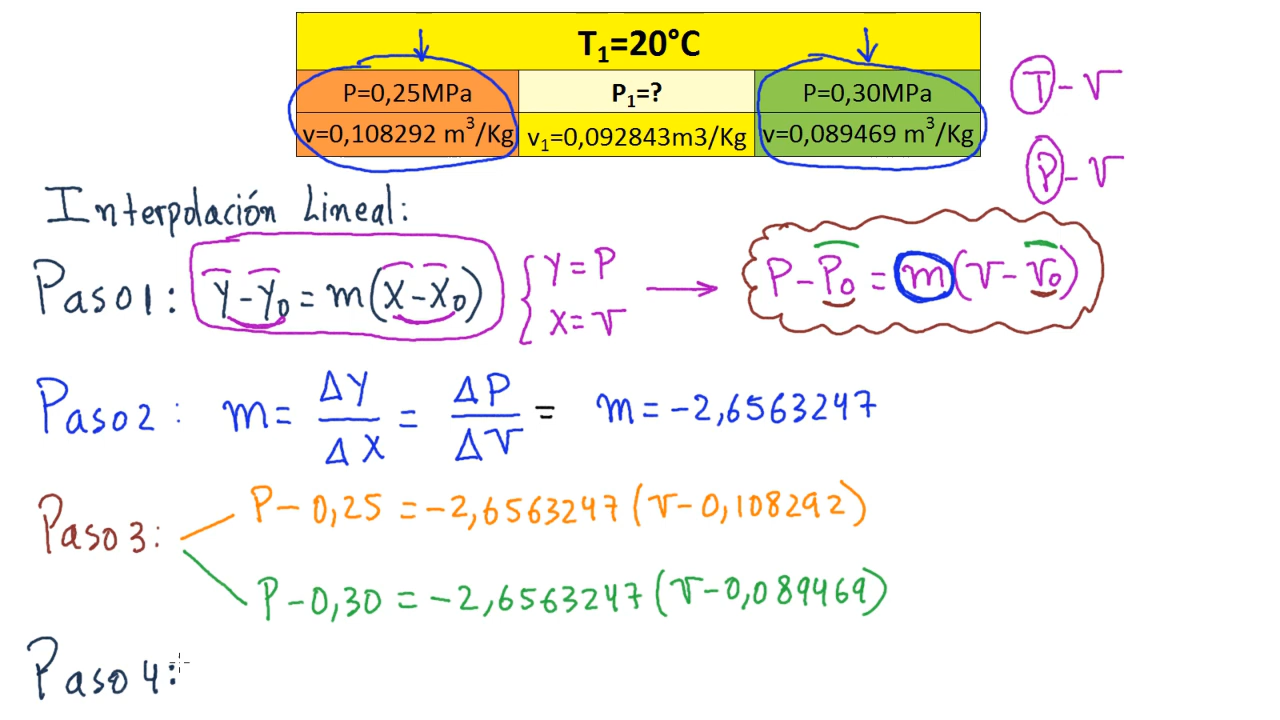 T₁=20°C
P=0,25MPa P₁=? P=0,30MPa
v=0,108292 m³/Kg v₁=0,092843m3/Kg v=0,089469 m³/Kg
T-v
P-v
Interpolación Lineal:
Paso1: Y-Y₀=m(X-X₀) { Y=P X=v → P-P₀=m(v-v₀)
Paso2: m=ΔY/ΔX=ΔP/Δv= m=-2,6563247
Paso3: P-0,25=-2,6563247(v-0,108292)
P-0,30=-2,6563247(v-0,089469)
Paso4: